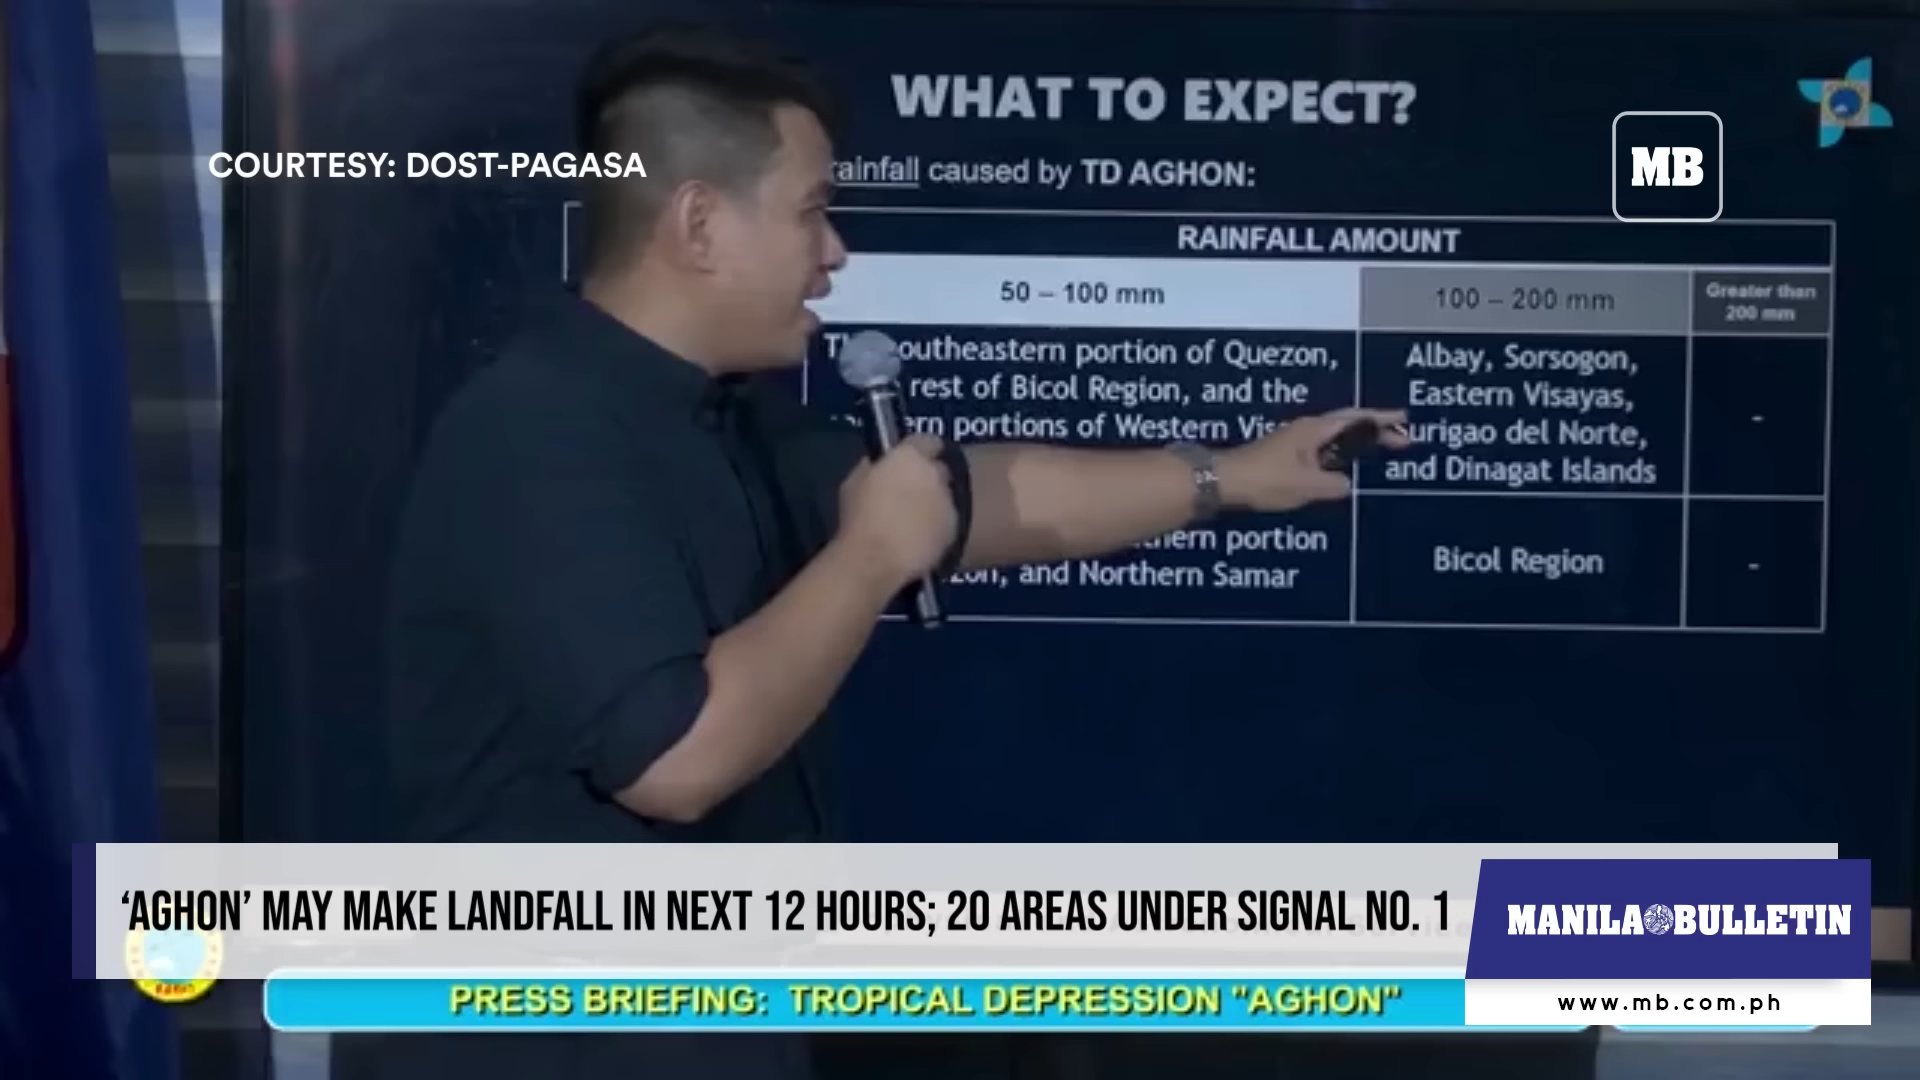 WHAT TO EXPECT?
COURTESY: DOST-PAGASA
rainfall caused by TD AGHON:
MB
RAINFALL AMOUNT
50 – 100 mm
100 – 200 mm
Greater than
200 mm
southeastern portion of Quezon,
rest of Bicol Region, and the
portions of Western
Albay, Sorsogon,
Eastern Visayas,
Surigao del Norte,
and Dinagat Islands
-
portion
and Northern Samar
Bicol Region
-
‘AGHON’ MAY MAKE LANDFALL IN NEXT 12 HOURS; 20 AREAS UNDER SIGNAL NO. 1
MANILA BULLETIN
PRESS BRIEFING: TROPICAL DEPRESSION "AGHON"
www.mb.com.ph